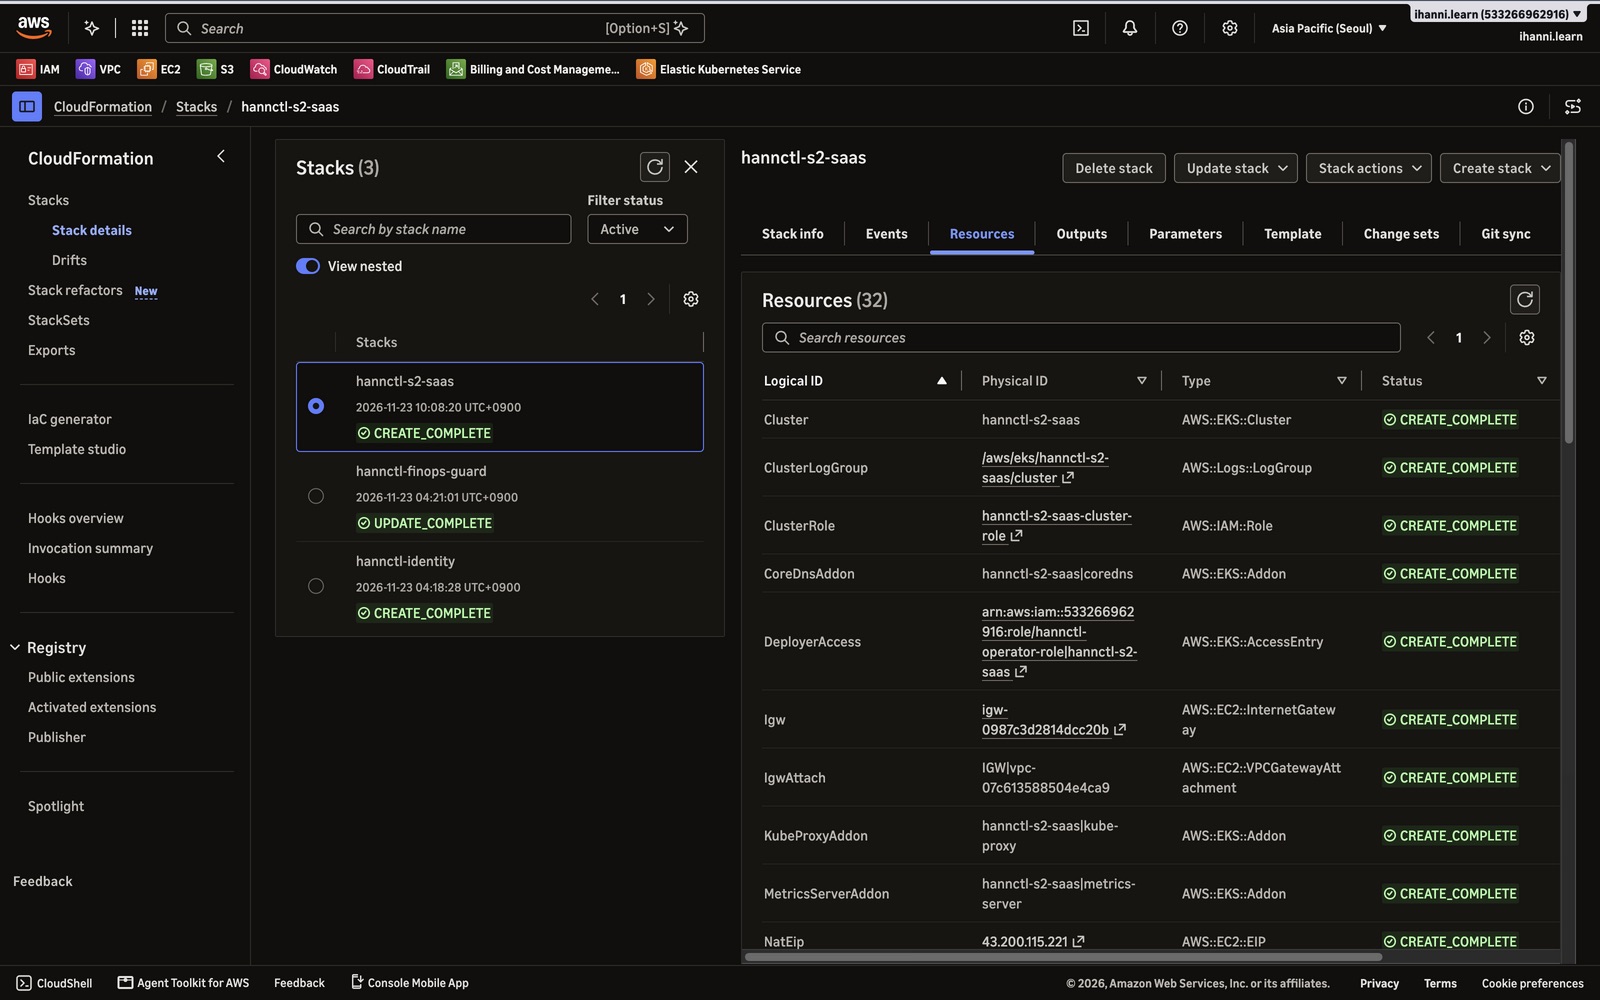 aws
Search
[Option+S]
Asia Pacific (Seoul)
ihanni.learn (533266962916)
ihanni.learn
IAM
VPC
EC2
S3
CloudWatch
CloudTrail
Billing and Cost Manageme...
Elastic Kubernetes Service
CloudFormation / Stacks / hannctl-s2-saas
CloudFormation
Stacks
Stack details
Drifts
Stack refactors New
StackSets
Exports
IaC generator
Template studio
Hooks overview
Invocation summary
Hooks
Registry
Public extensions
Activated extensions
Publisher
Spotlight
Feedback
Stacks (3)
Filter status
Search by stack name
Active
View nested
1
Stacks
hannctl-s2-saas
2026-11-23 10:08:20 UTC+0900
CREATE_COMPLETE
hannctl-finops-guard
2026-11-23 04:21:01 UTC+0900
UPDATE_COMPLETE
hannctl-identity
2026-11-23 04:18:28 UTC+0900
CREATE_COMPLETE
hannctl-s2-saas
Delete stack
Update stack
Stack actions
Create stack
Stack info
Events
Resources
Outputs
Parameters
Template
Change sets
Git sync
Resources (32)
Search resources
1
Logical ID
Physical ID
Type
Status
Cluster
hannctl-s2-saas
AWS::EKS::Cluster
CREATE_COMPLETE
ClusterLogGroup
/aws/eks/hannctl-s2-
saas/cluster
AWS::Logs::LogGroup
CREATE_COMPLETE
ClusterRole
hannctl-s2-saas-cluster-
role
AWS::IAM::Role
CREATE_COMPLETE
CoreDnsAddon
hannctl-s2-saas|coredns
AWS::EKS::Addon
CREATE_COMPLETE
DeployerAccess
arn:aws:iam::533266962
916:role/hannctl-
operator-role|hannctl-s2-
saas
AWS::EKS::AccessEntry
CREATE_COMPLETE
Igw
igw-
0987c3d2814dcc20b
AWS::EC2::InternetGatew
ay
CREATE_COMPLETE
IgwAttach
IGW|vpc-
07c613588504e4ca9
AWS::EC2::VPCGatewayAtt
achment
CREATE_COMPLETE
KubeProxyAddon
hannctl-s2-saas|kube-
proxy
AWS::EKS::Addon
CREATE_COMPLETE
MetricsServerAddon
hannctl-s2-saas|metrics-
server
AWS::EKS::Addon
CREATE_COMPLETE
NatEip
43.200.115.221
AWS::EC2::EIP
CREATE_COMPLETE
CloudShell
Agent Toolkit for AWS
Feedback
Console Mobile App
© 2026, Amazon Web Services, Inc. or its affiliates.
Privacy
Terms
Cookie preferences